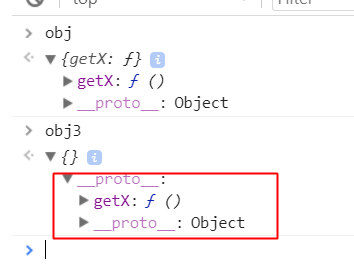 top
Filter
> obj
<· ▼ {getX: ƒ} i
▶ getX: ƒ ()
▶ __proto__: Object
> obj3
<· ▼ {} i
▼ __proto__:
▶ getX: ƒ ()
▶ __proto__: Object
>